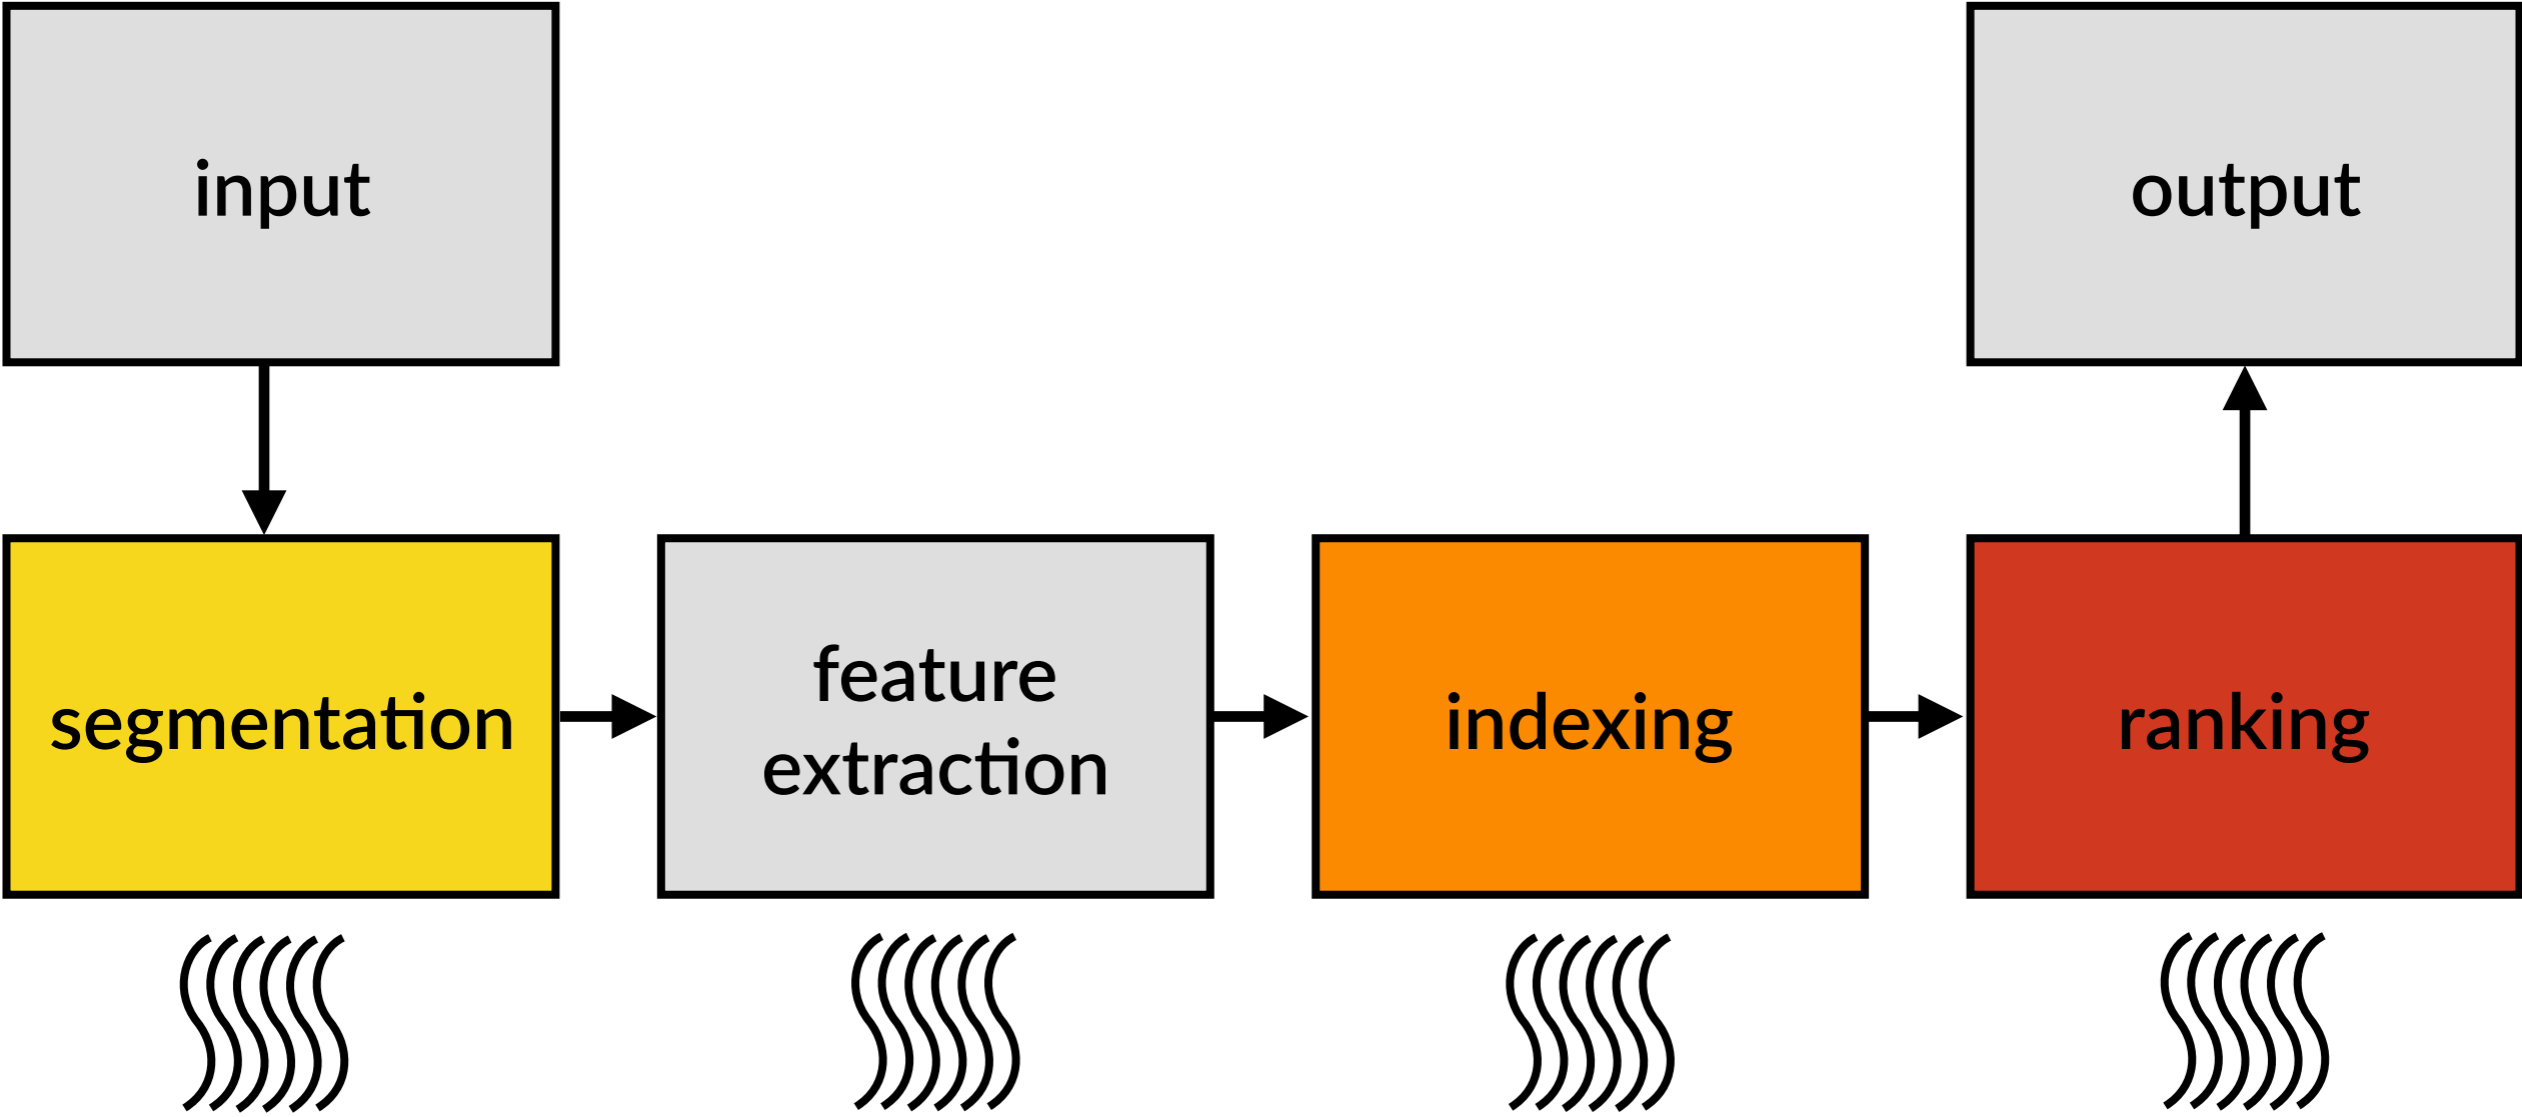 input
output
segmentation
feature
extraction
indexing
ranking